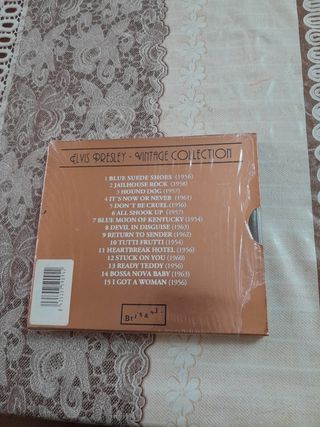 ELVIS PRESLEY - VINTAGE COLLECTION
1 BLUE SUEDE SHOES (1956)
2 JAILHOUSE ROCK (1958)
3 HOUND DOG (1957)
4 IT'S NOW OR NEVER (1961)
5 DON'T BE CRUEL (1956)
6 ALL SHOOK UP (1957)
7 BLUE MOON OF KENTUCKY (1954)
8 DEVIL IN DISGUISE (1963)
9 RETURN TO SENDER (1962)
10 TUTTI FRUTTI (1954)
11 HEARTBREAK HOTEL (1956)
12 STUCK ON YOU (1960)
13 READY TEDDY (1956)
14 BOSSA NOVA BABY (1963)
15 I GOT A WOMAN (1956)